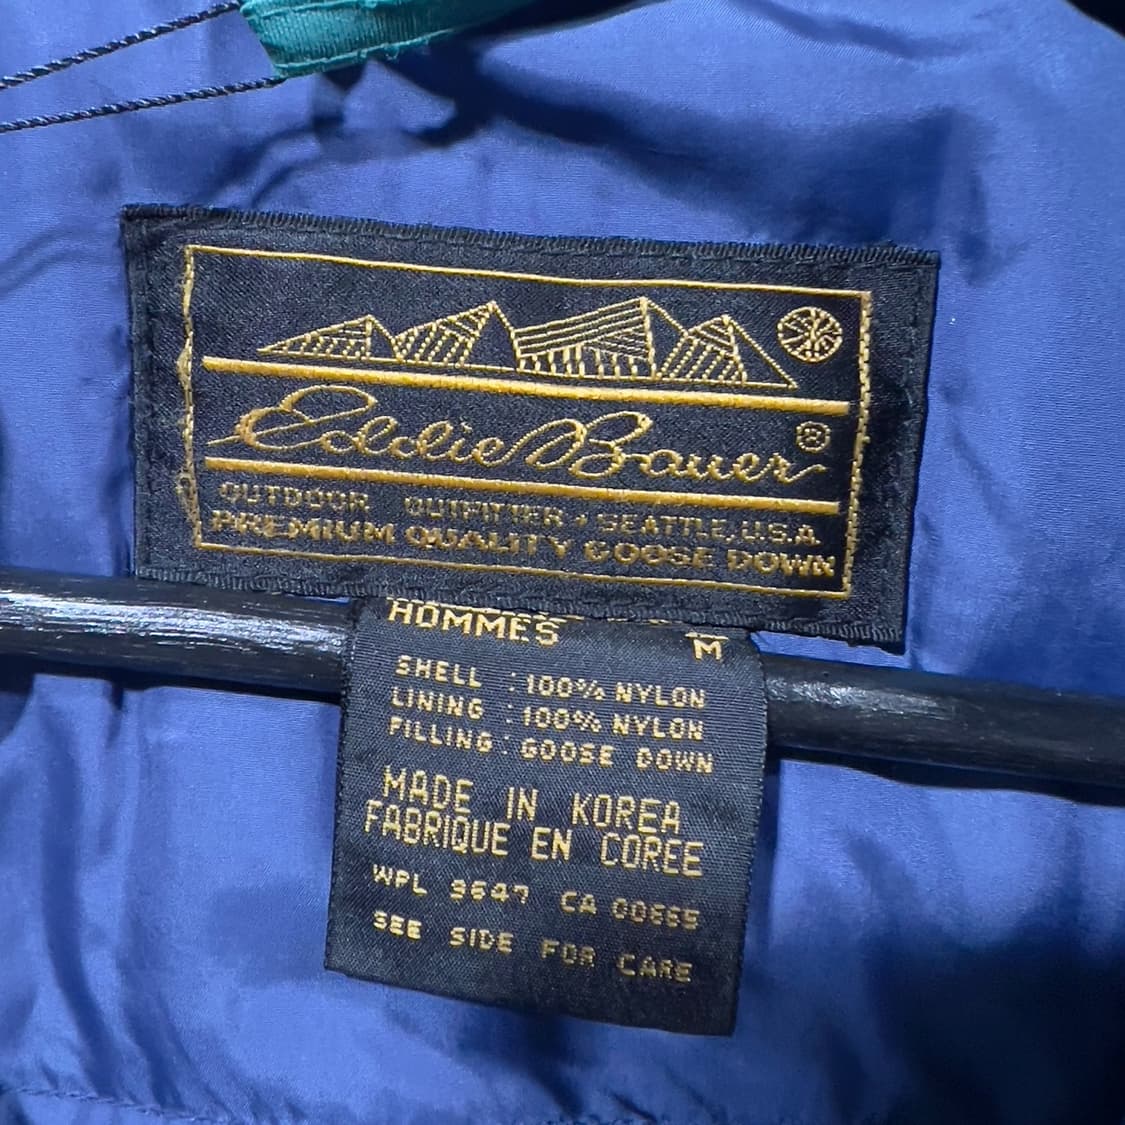 Eddie Bauer ®
OUTDOOR OUTFITTER • SEATTLE, U.S.A.
PREMIUM QUALITY GOOSE DOWN
HOMMES M
SHELL : 100% NYLON
LINING : 100% NYLON
FILLING : GOOSE DOWN
MADE IN KOREA
FABRIQUE EN COREE
WPL 3647 CA 00665
SEE SIDE FOR CARE